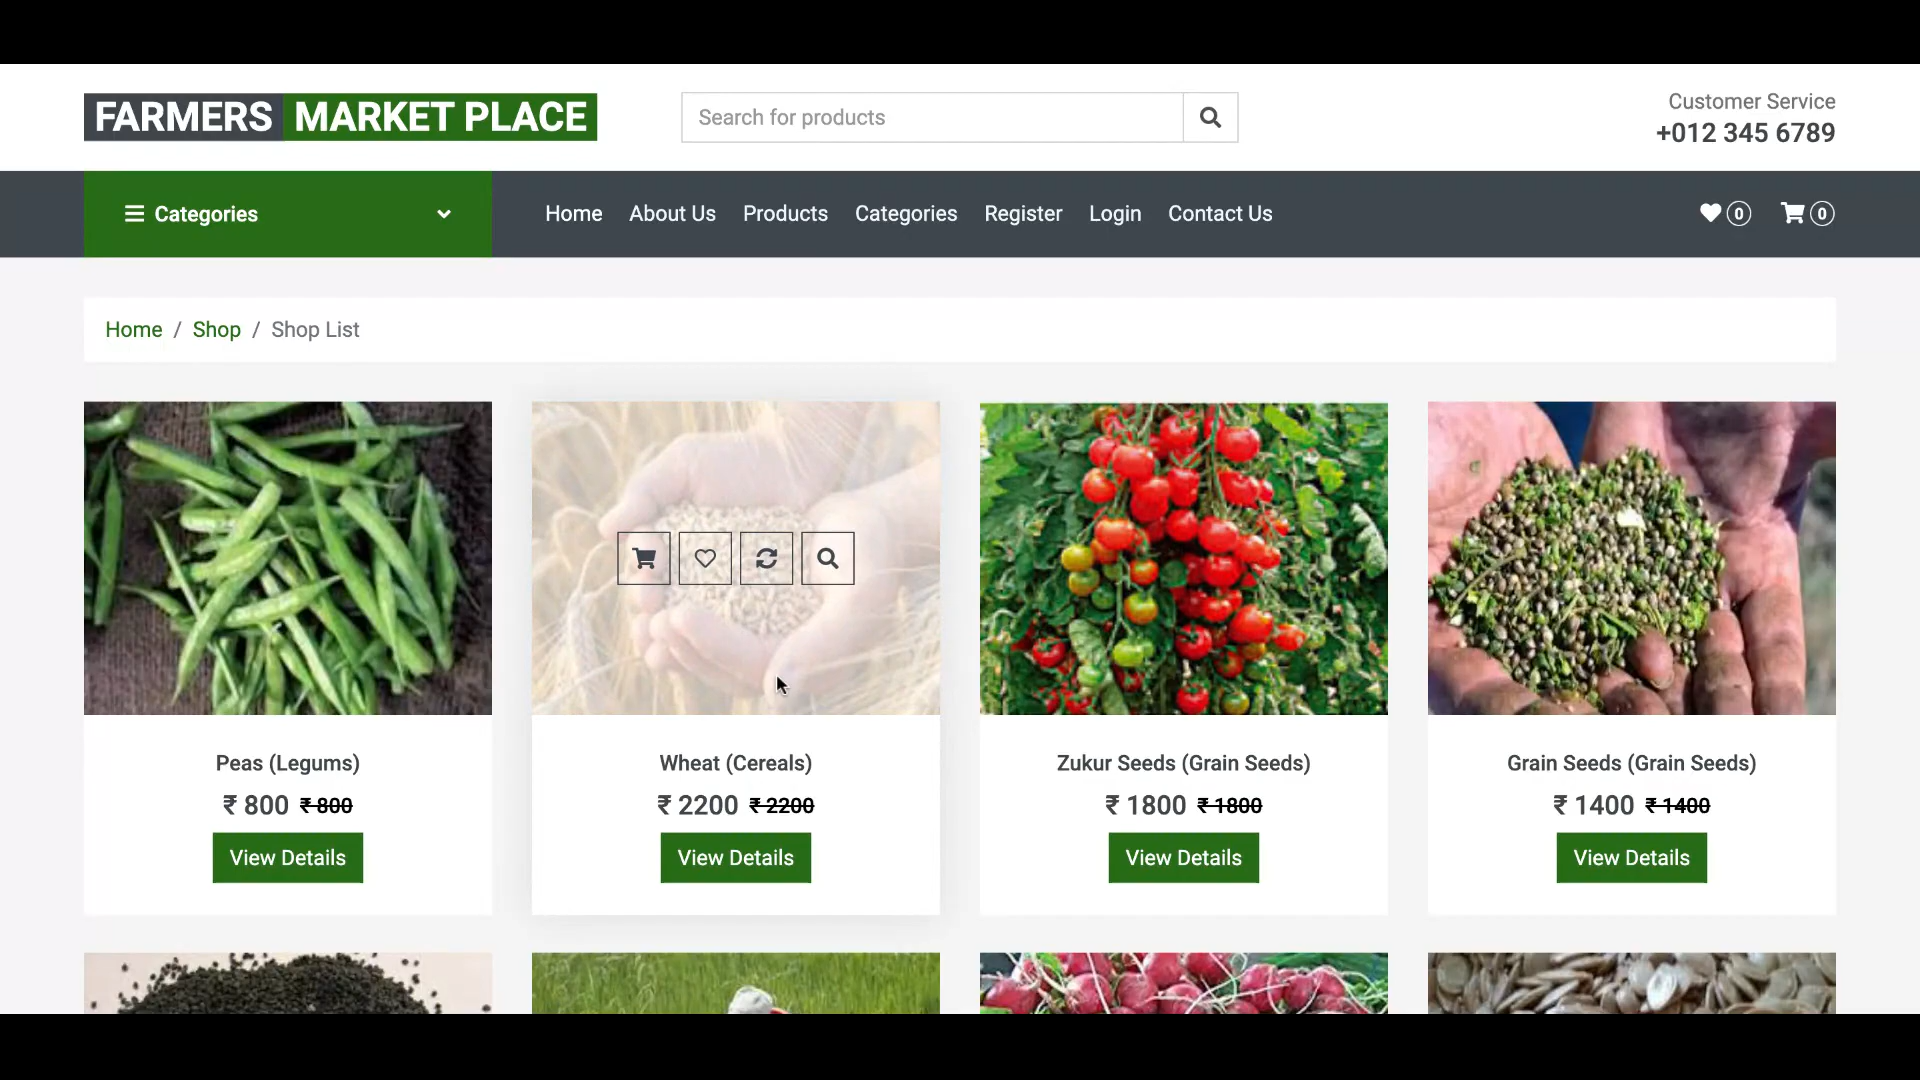 FARMERS MARKET PLACE
Search for products
Customer Service
+012 345 6789
Categories
Home About Us Products Categories Register Login Contact Us
0 0
Home / Shop / Shop List
Peas (Legums)
₹ 800 ₹ 800
View Details
Wheat (Cereals)
₹ 2200 ₹ 2200
View Details
Zukur Seeds (Grain Seeds)
₹ 1800 ₹ 1800
View Details
Grain Seeds (Grain Seeds)
₹ 1400 ₹ 1400
View Details